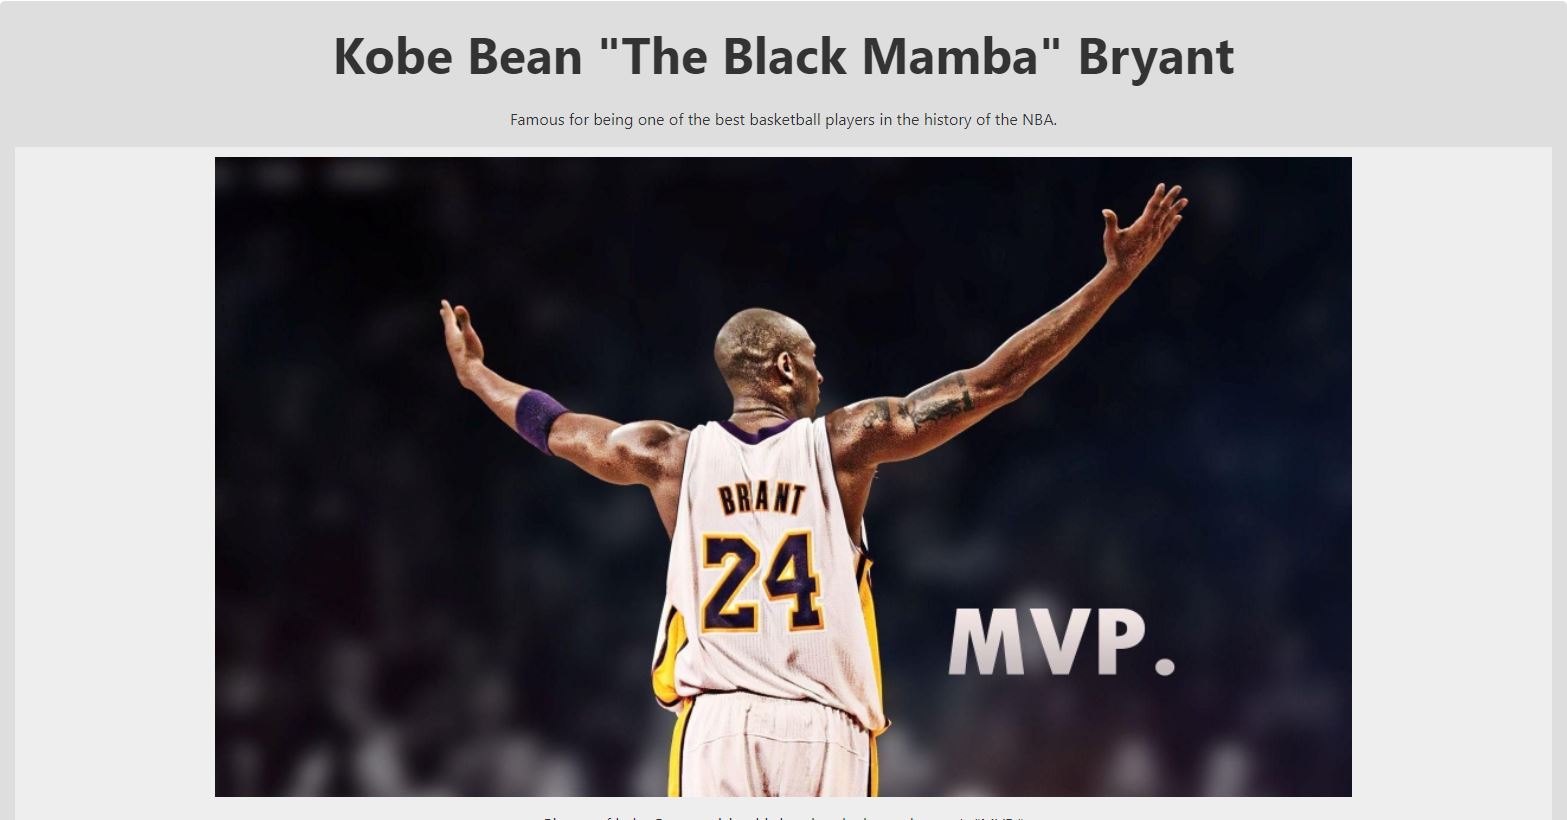 Kobe Bean "The Black Mamba" Bryant
Famous for being one of the best basketball players in the history of the NBA.
BRANT
24
MVP.